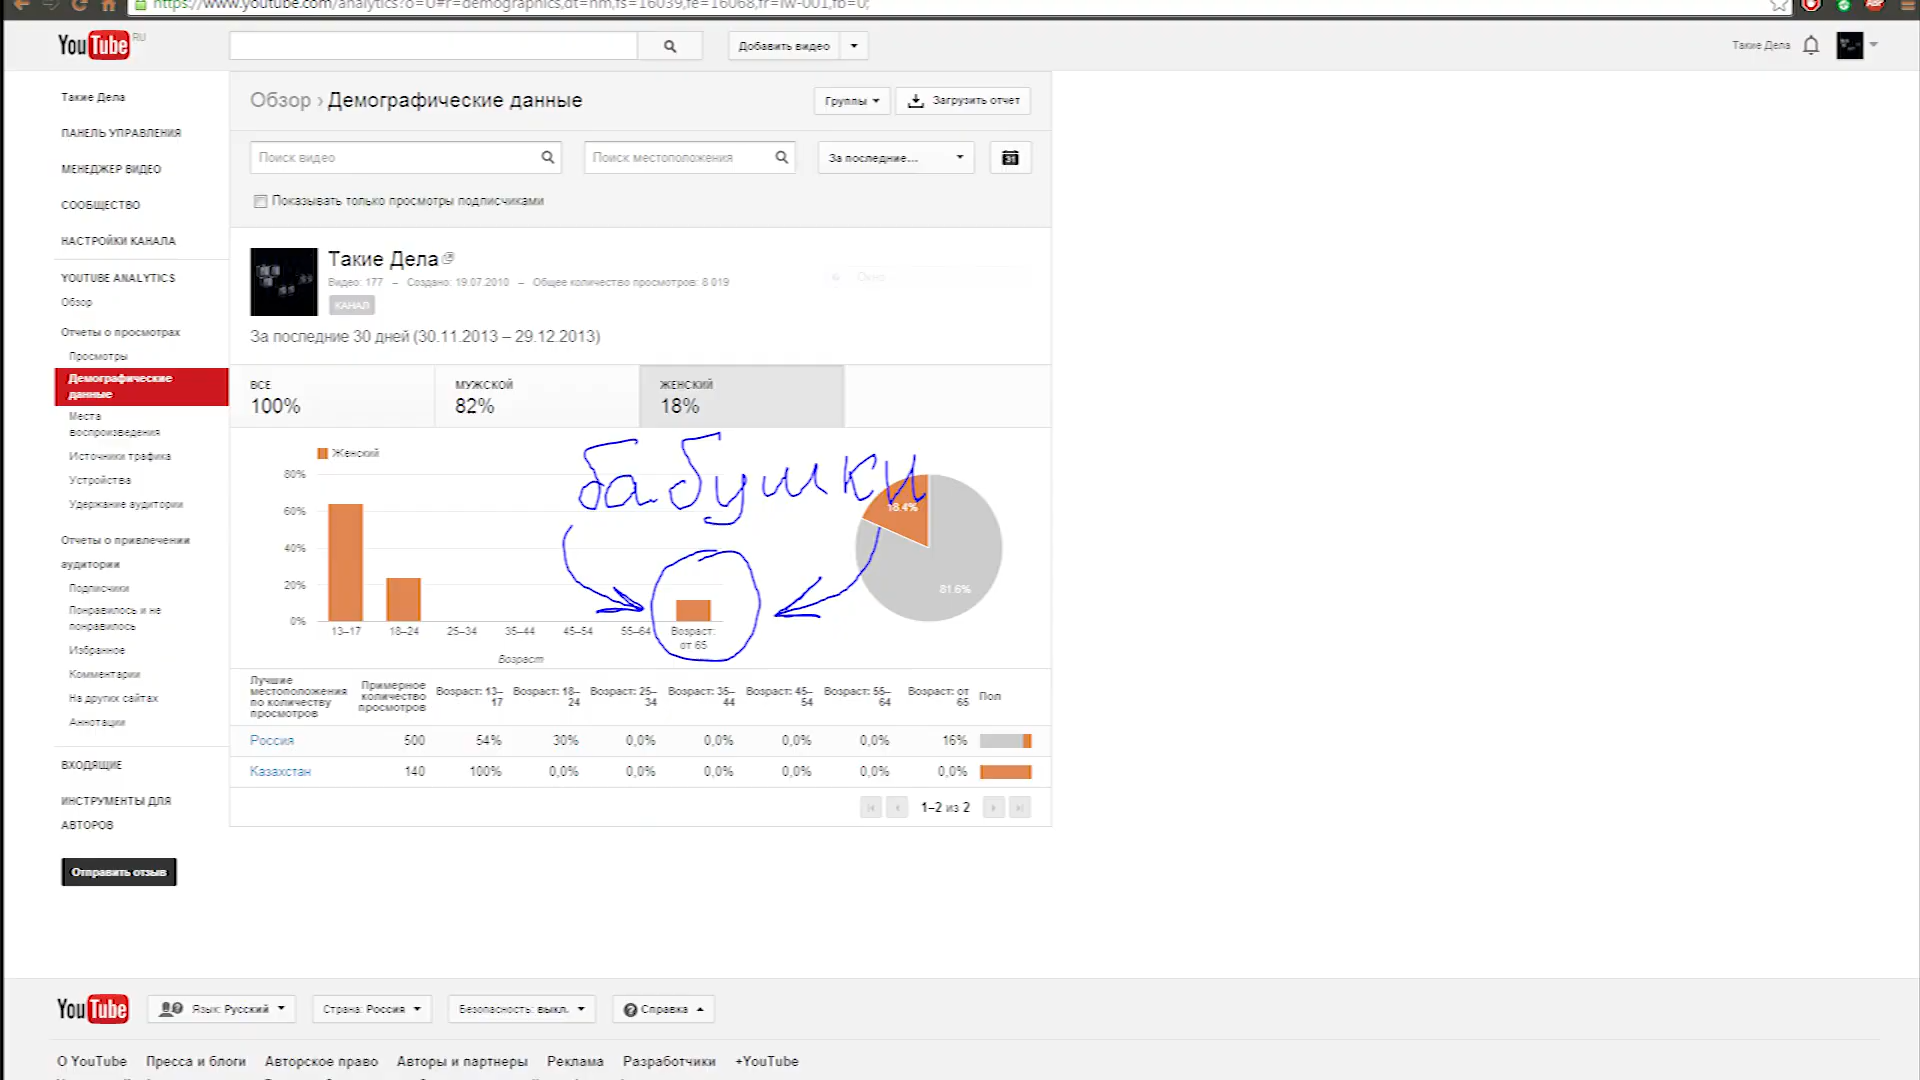 https://www.youtube.com/analytics?o=U#r=demographics,dt=nm,fs=16039,fe=16068,fr=lw-001,fb=0;
YouTube RU
Добавить видео
Такие Дела
Такие Дела
ПАНЕЛЬ УПРАВЛЕНИЯ
МЕНЕДЖЕР ВИДЕО
СООБЩЕСТВО
НАСТРОЙКИ КАНАЛА
YOUTUBE ANALYTICS
Обзор
Отчеты о просмотрах
Просмотры
Демографические
данные
Места
воспроизведения
Источники трафика
Устройства
Удержание аудитории
Отчеты о привлечении
аудитории
Подписчики
Понравилось и не
понравилось
Избранное
Комментарии
На других сайтах
Аннотации
ВХОДЯЩИЕ
ИНСТРУМЕНТЫ ДЛЯ
АВТОРОВ
Отправить отзыв
Обзор › Демографические данные
Группы
Загрузить отчет
Поиск видео
Поиск местоположения
За последние...
31
Показывать только просмотры подписчиками
Такие Дела
Видео: 177 – Создано: 19.07.2010 – Общее количество просмотров: 8 019
КАНАЛ
Окно
За последние 30 дней (30.11.2013 – 29.12.2013)
ВСЕ
100%
МУЖСКОЙ
82%
ЖЕНСКИЙ
18%
бабушки
Женский
80%
60%
40%
20%
0%
13–17 18–24 25–34 35–44 45–54 55–64 Возраст:
от 65
Возраст
18.4%
81.6%
Лучшие
местоположения
по количеству
просмотров
Примерное
количество
просмотров
Возраст: 13–
17
Возраст: 18–
24
Возраст: 25–
34
Возраст: 35–
44
Возраст: 45–
54
Возраст: 55–
64
Возраст: от
65
Пол
Россия 500 54% 30% 0,0% 0,0% 0,0% 0,0% 16%
Казахстан 140 100% 0,0% 0,0% 0,0% 0,0% 0,0% 0,0%
1–2 из 2
YouTube
Язык: Русский
Страна: Россия
Безопасность: выкл.
Справка
О YouTube Пресса и блоги Авторское право Авторы и партнеры Реклама Разработчики +YouTube